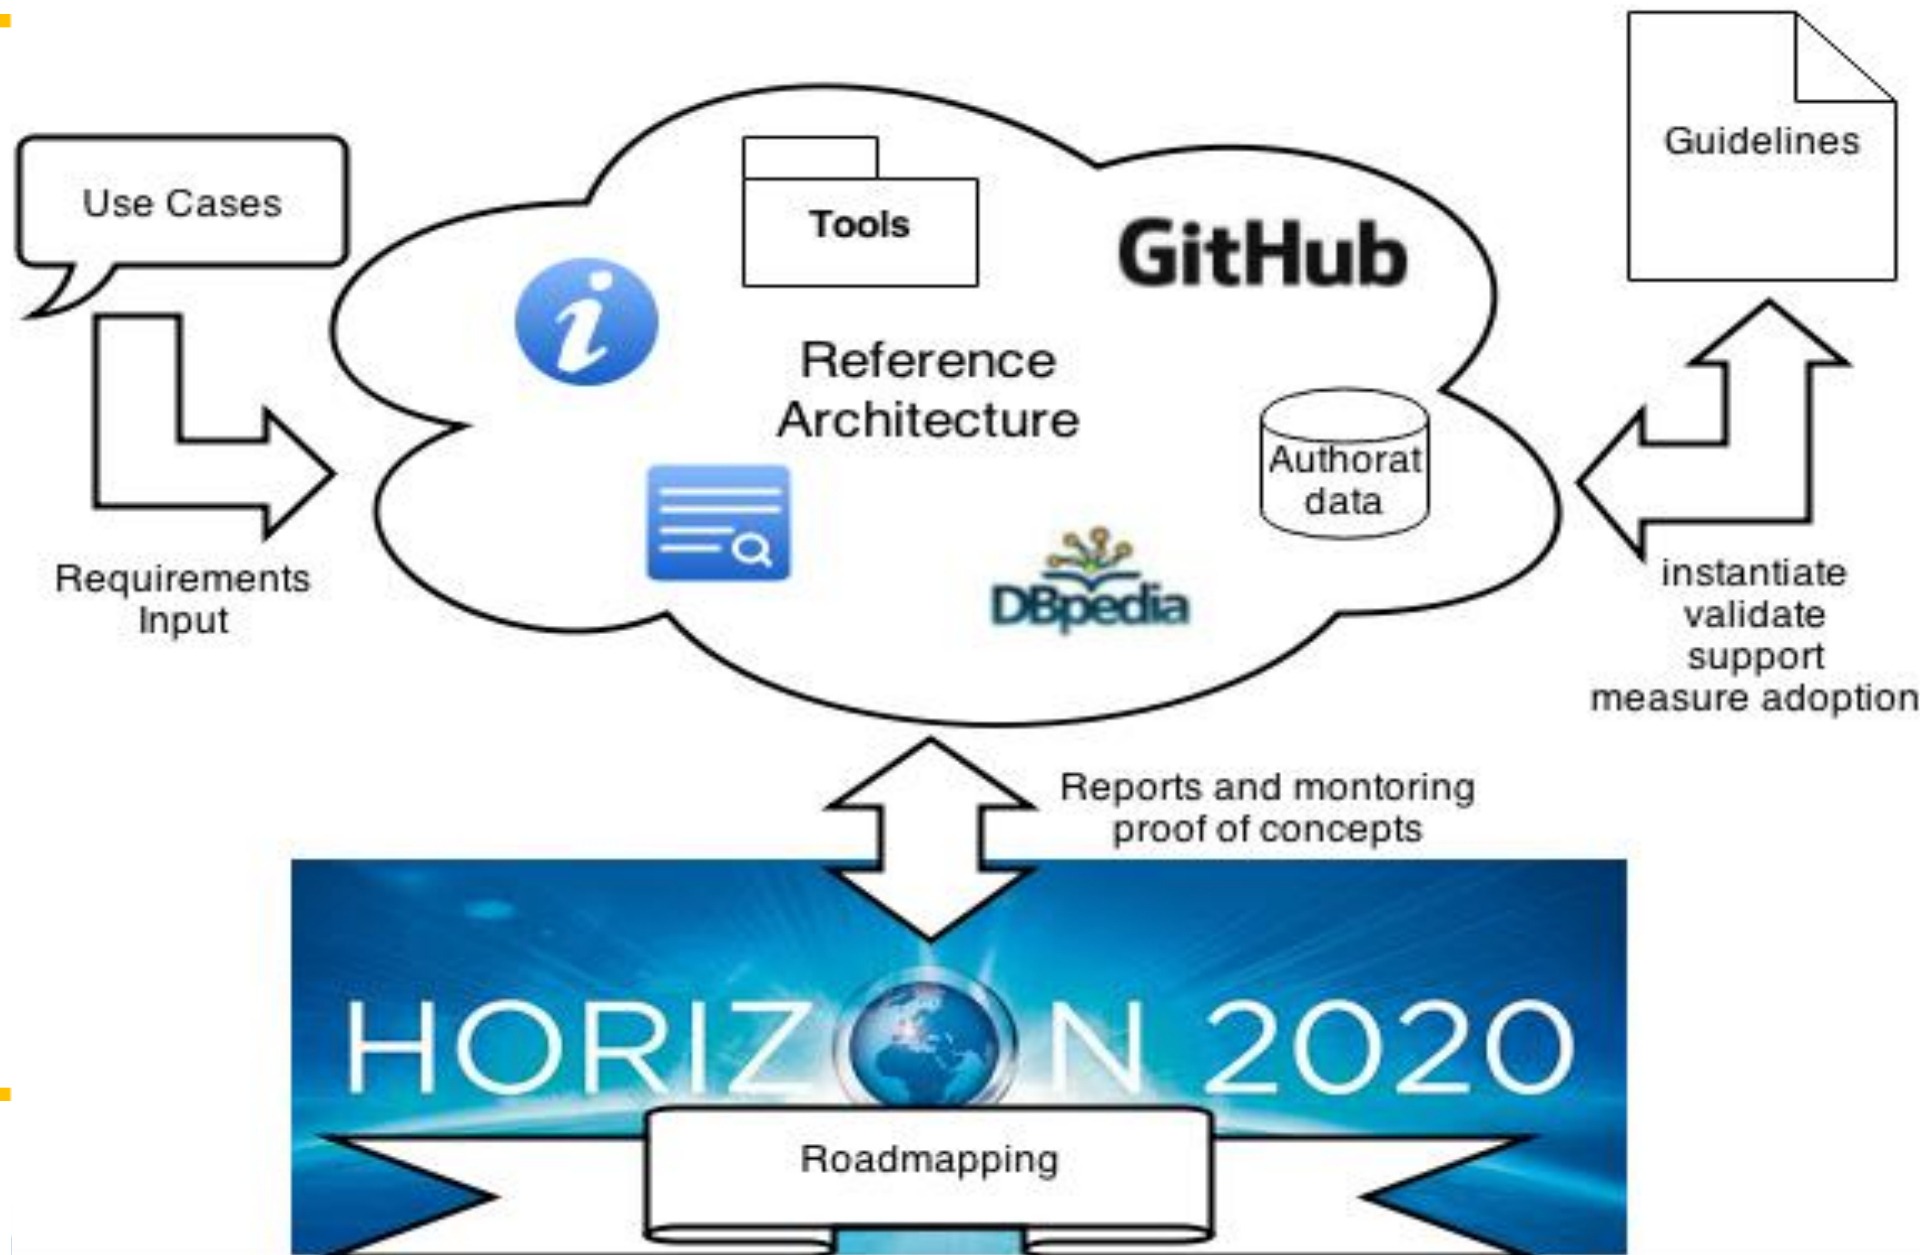 Use Cases
Requirements
Input
Tools
GitHub
Reference
Architecture
Authorat
data
DBpedia
Guidelines
instantiate
validate
support
measure adoption
Reports and montoring
proof of concepts
HORIZON 2020
Roadmapping